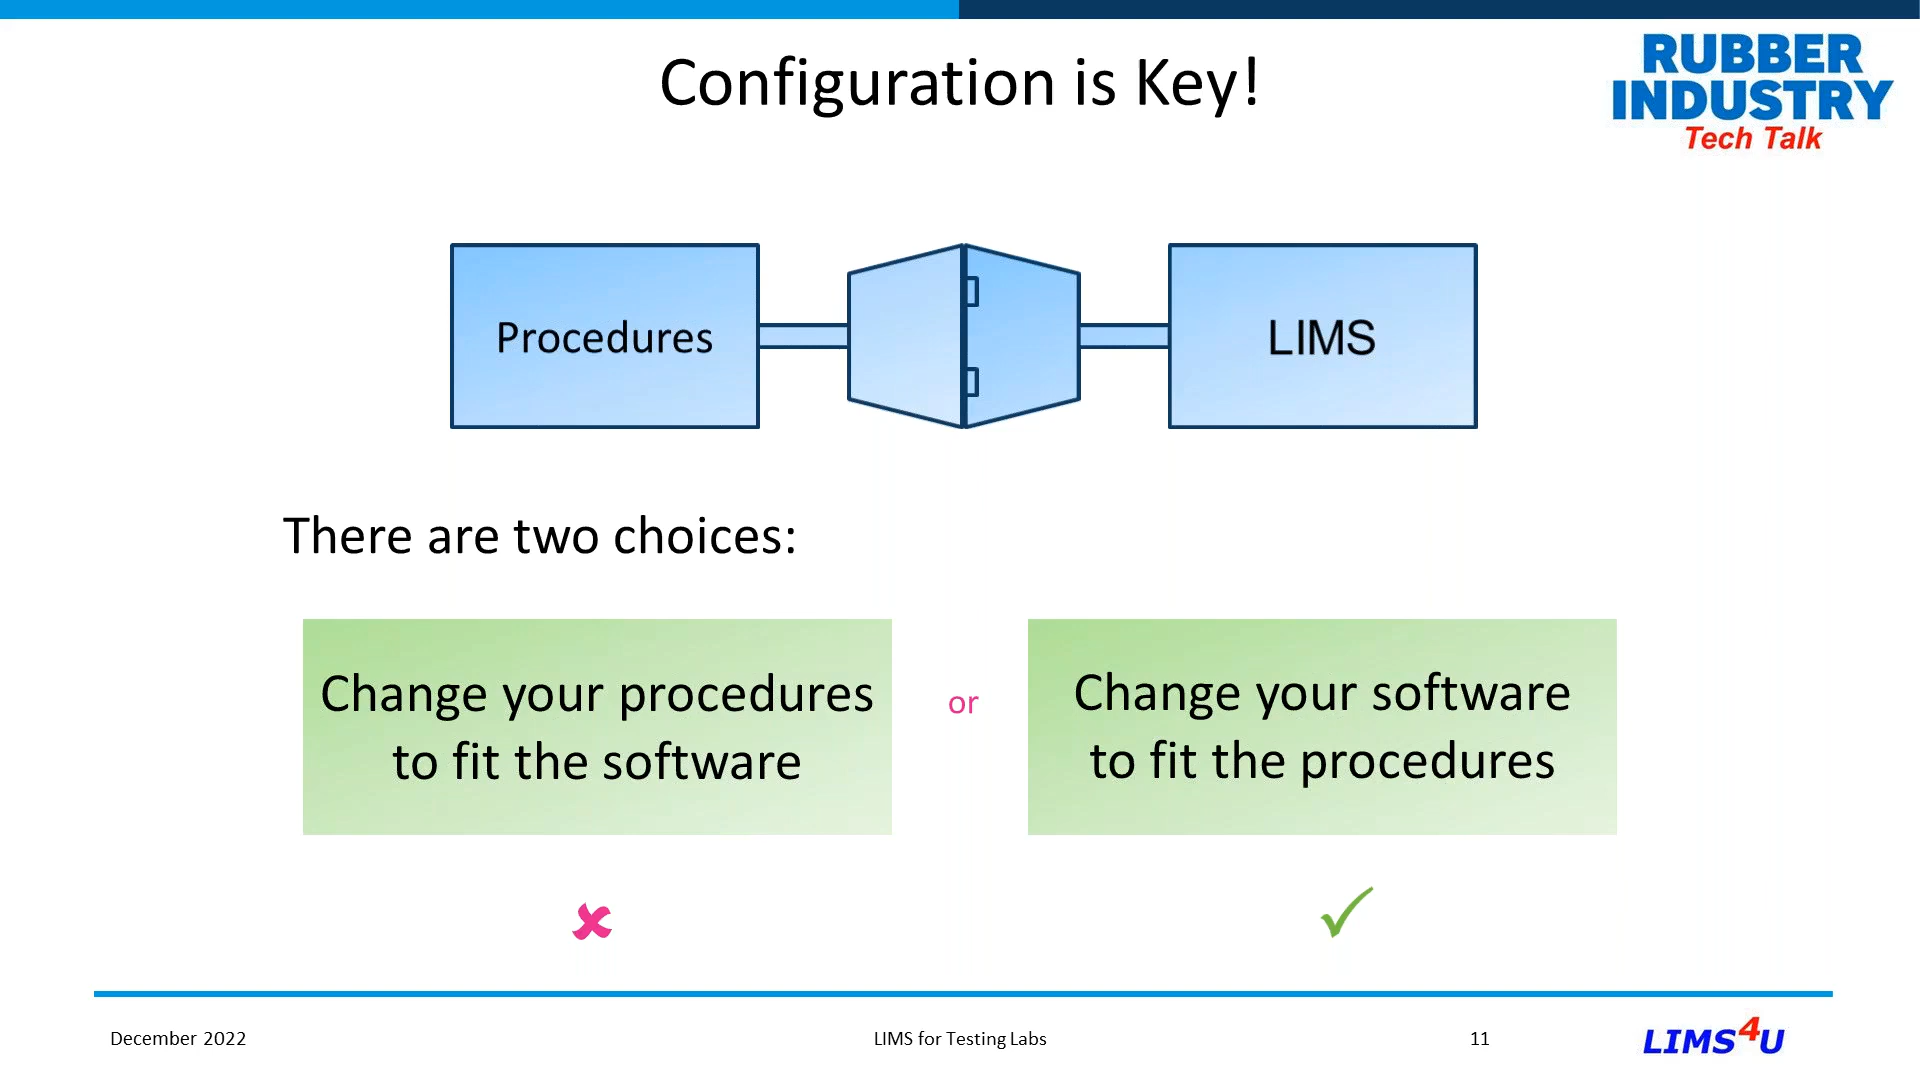 Configuration is Key!
RUBBER
INDUSTRY
Tech Talk
Procedures
LIMS
There are two choices:
Change your procedures
to fit the software
or
Change your software
to fit the procedures
✘
✓
December 2022
LIMS for Testing Labs
11
LIMS4U